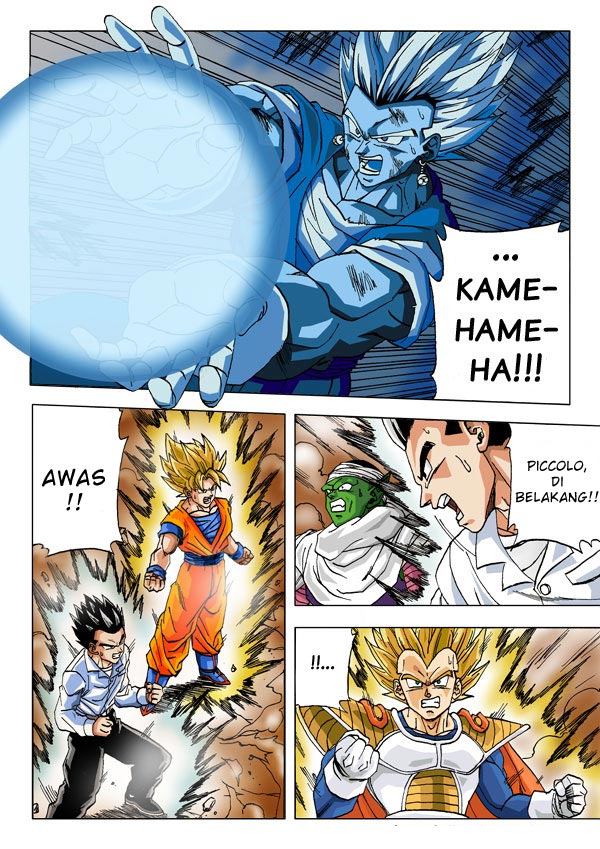 ...
KAME-
HAME-
HA!!!
AWAS
!!
PICCOLO,
DI
BELAKANG!!
!!...